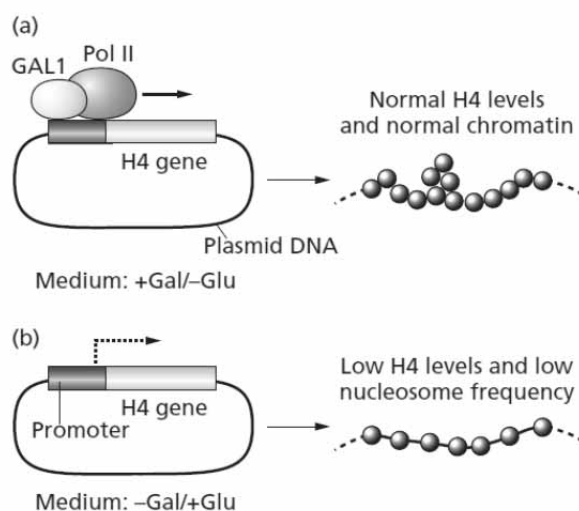 (a)
Pol II
GAL1
H4 gene
Plasmid DNA
Medium: +Gal/–Glu
Normal H4 levels
and normal chromatin
(b)
H4 gene
Promoter
Medium: –Gal/+Glu
Low H4 levels and low
nucleosome frequency